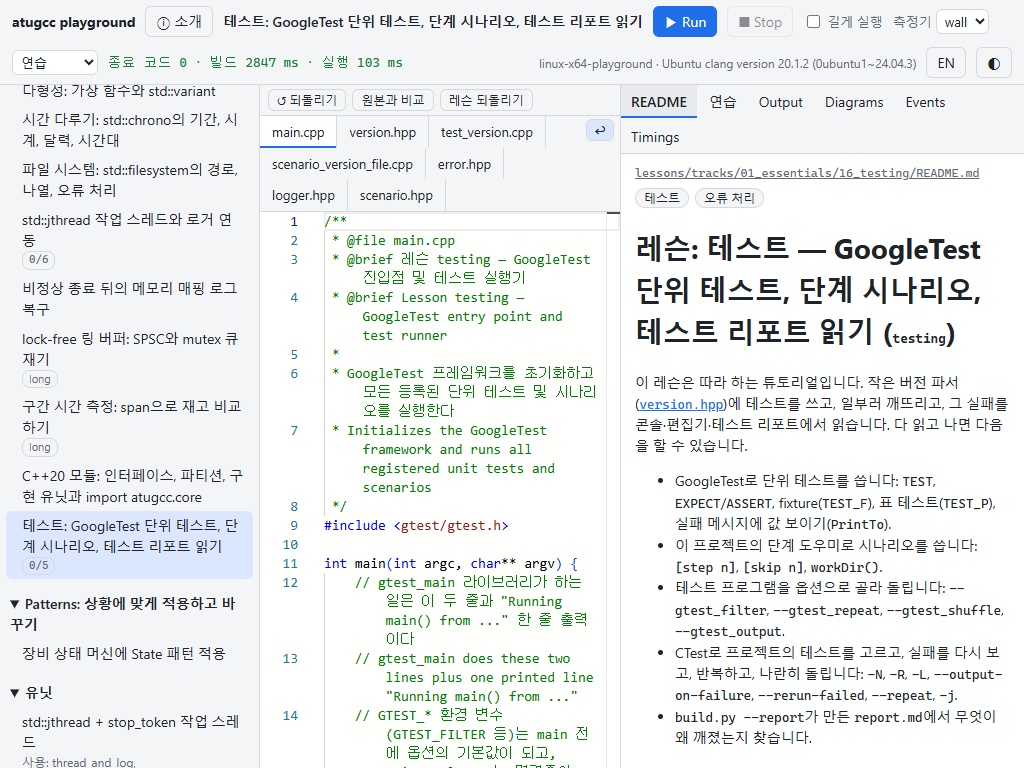 atugcc playground
ⓘ 소개
테스트: GoogleTest 단위 테스트, 단계 시나리오, 테스트 리포트 읽기
▶ Run
■ Stop
길게 실행
측정기
wall
연습
종료 코드 0 · 빌드 2847 ms · 실행 103 ms
linux-x64-playground · Ubuntu clang version 20.1.2 (0ubuntu1~24.04.3)
EN
다형성: 가상 함수와 std::variant
시간 다루기: std::chrono의 기간, 시
계, 달력, 시간대
파일 시스템: std::filesystem의 경로,
나열, 오류 처리
std::jthread 작업 스레드와 로거 연
동
0/6
비정상 종료 뒤의 메모리 매핑 로그
복구
lock-free 링 버퍼: SPSC와 mutex 큐
재기
long
구간 시간 측정: span으로 재고 비교
하기
long
C++20 모듈: 인터페이스, 파티션, 구
현 유닛과 import atugcc.core
테스트: GoogleTest 단위 테스트, 단
계 시나리오, 테스트 리포트 읽기
0/5
▼ Patterns: 상황에 맞게 적용하고 바
꾸기
장비 상태 머신에 State 패턴 적용
▼ 유닛
std::jthread + stop_token 작업 스레
드
사용: thread_and_log,
↺ 되돌리기
원본과 비교
레슨 되돌리기
main.cpp
version.hpp
test_version.cpp
scenario_version_file.cpp
error.hpp
logger.hpp
scenario.hpp
↩
1 /**
2 * @file main.cpp
3 * @brief 레슨 testing — GoogleTest
진입점 및 테스트 실행기
4 * @brief Lesson testing —
GoogleTest entry point and
test runner
5 *
6 * GoogleTest 프레임워크를 초기화하고
모든 등록된 단위 테스트 및 시나리
오를 실행한다
7 * Initializes the GoogleTest
framework and runs all
registered unit tests and
scenarios
8 */
9 #include <gtest/gtest.h>
10
11 int main(int argc, char** argv) {
12 // gtest_main 라이브러리가 하는
일은 이 두 줄과 "Running
main() from ..." 한 줄 출력
이다
13 // gtest_main does these two
lines plus one printed line
"Running main() from ..."
14 // GTEST_* 환경 변수
(GTEST_FILTER 등)는 main 전
에 옵션의 기본값이 되고,
README
연습
Output
Diagrams
Events
Timings
lessons/tracks/01_essentials/16_testing/README.md
테스트
오류 처리
레슨: 테스트 — GoogleTest
단위 테스트, 단계 시나리오,
테스트 리포트 읽기 (testing)
이 레슨은 따라 하는 튜토리얼입니다. 작은 버전 파서
(version.hpp)에 테스트를 쓰고, 일부러 깨뜨리고, 그 실패를
콘솔·편집기·테스트 리포트에서 읽습니다. 다 읽고 나면 다음
을 할 수 있습니다.
• GoogleTest로 단위 테스트를 씁니다: TEST,
EXPECT/ASSERT, fixture(TEST_F), 표 테스트(TEST_P),
실패 메시지에 값 보이기(PrintTo).
• 이 프로젝트의 단계 도우미로 시나리오를 씁니다:
[step n], [skip n], workDir().
• 테스트 프로그램을 옵션으로 골라 돌립니다: --
gtest_filter, --gtest_repeat, --gtest_shuffle,
--gtest_output.
• CTest로 프로젝트의 테스트를 고르고, 실패를 다시 보
고, 반복하고, 나란히 돌립니다: -N, -R, -L, --output-
on-failure, --rerun-failed, --repeat, -j.
• build.py --report가 만든 report.md에서 무엇이
왜 깨졌는지 찾습니다.